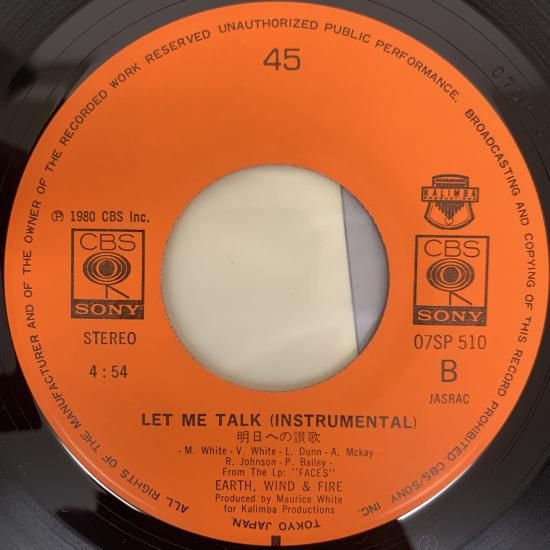 ALL RIGHTS OF THE MANUFACTURER AND OF THE OWNER OF THE RECORDED WORK RESERVED UNAUTHORIZED PUBLIC PERFORMANCE. BROADCASTING AND COPYING OF THIS RECORD PROHIBITED. CBS/SONY INC.
TOKYO JAPAN.
45
KALIMBA
℗ 1980 CBS Inc.
CBS
SONY
CBS
SONY
STEREO
07SP 510
4:54
B
JASRAC
LET ME TALK (INSTRUMENTAL)
明日への讃歌
- M. White - V. White - L. Dunn - A. Mckay -
R. Johnson - P. Bailey -
From The Lp: "FACES"
EARTH, WIND & FIRE
Produced by Maurice White
for Kalimba Productions